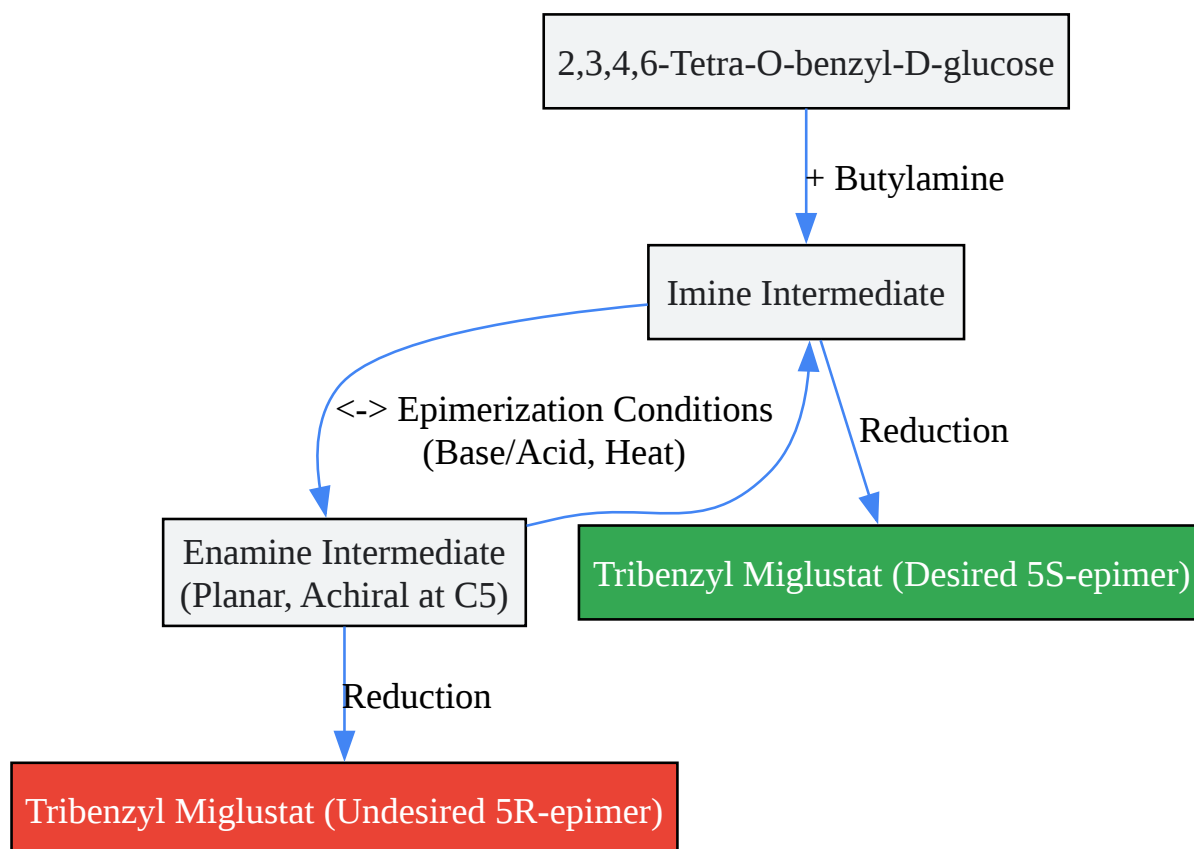 2,3,4,6-Tetra-O-benzyl-D-glucose
+ Butylamine
Imine Intermediate
<-> Epimerization Conditions
(Base/Acid, Heat)
Reduction
Enamine Intermediate
(Planar, Achiral at C5)
Tribenzyl Miglustat (Desired 5S-epimer)
Reduction
Tribenzyl Miglustat (Undesired 5R-epimer)